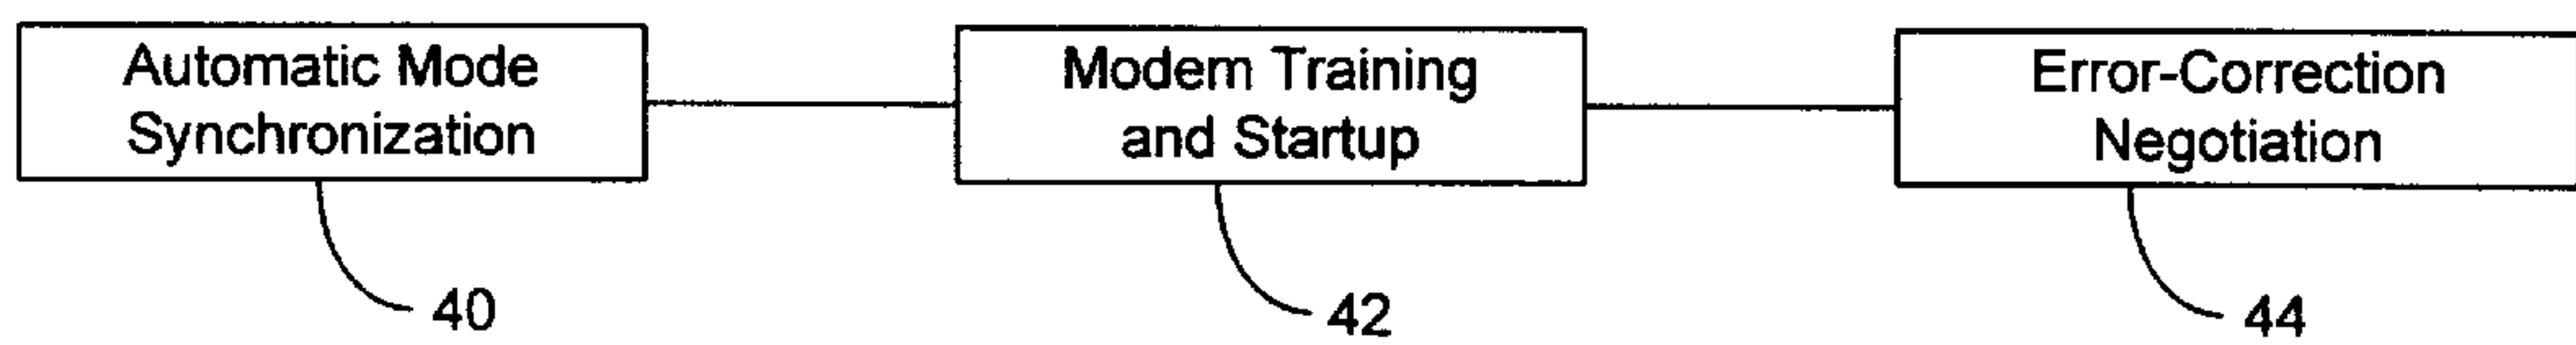 Automatic Mode
Synchronization
Modem Training
and Startup
Error-Correction
Negotiation
40
42
44